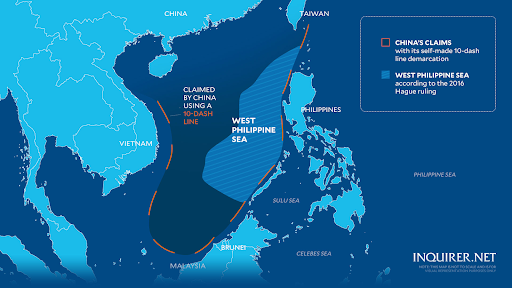 CHINA
TAIWAN
CHINA'S CLAIMS
with its self-made 10-dash
line demarcation
WEST PHILIPPINE SEA
according to the 2016
Hague ruling
CLAIMED
BY CHINA
USING A
10-DASH
LINE
WEST
PHILIPPINE
SEA
PHILIPPINES
VIETNAM
PHILIPPINE SEA
SULU SEA
BRUNEI
CELEBES SEA
MALAYSIA
INQUIRER.NET